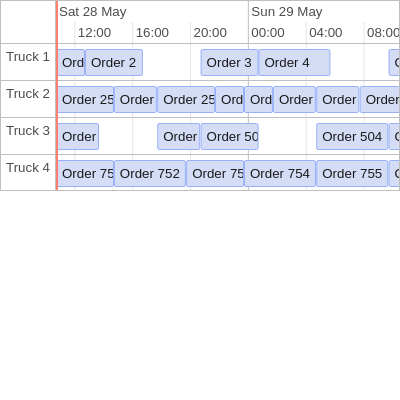 Sat 28 May Sun 29 May
12:00 16:00 20:00 00:00 04:00 08:00
Truck 1 Ord Order 2 Order 3 Order 4
Truck 2 Order 25 Order Order 25 Ord Ord Order Order Order
Truck 3 Order Order Order 50 Order 504
Truck 4 Order 75 Order 752 Order 75 Order 754 Order 755